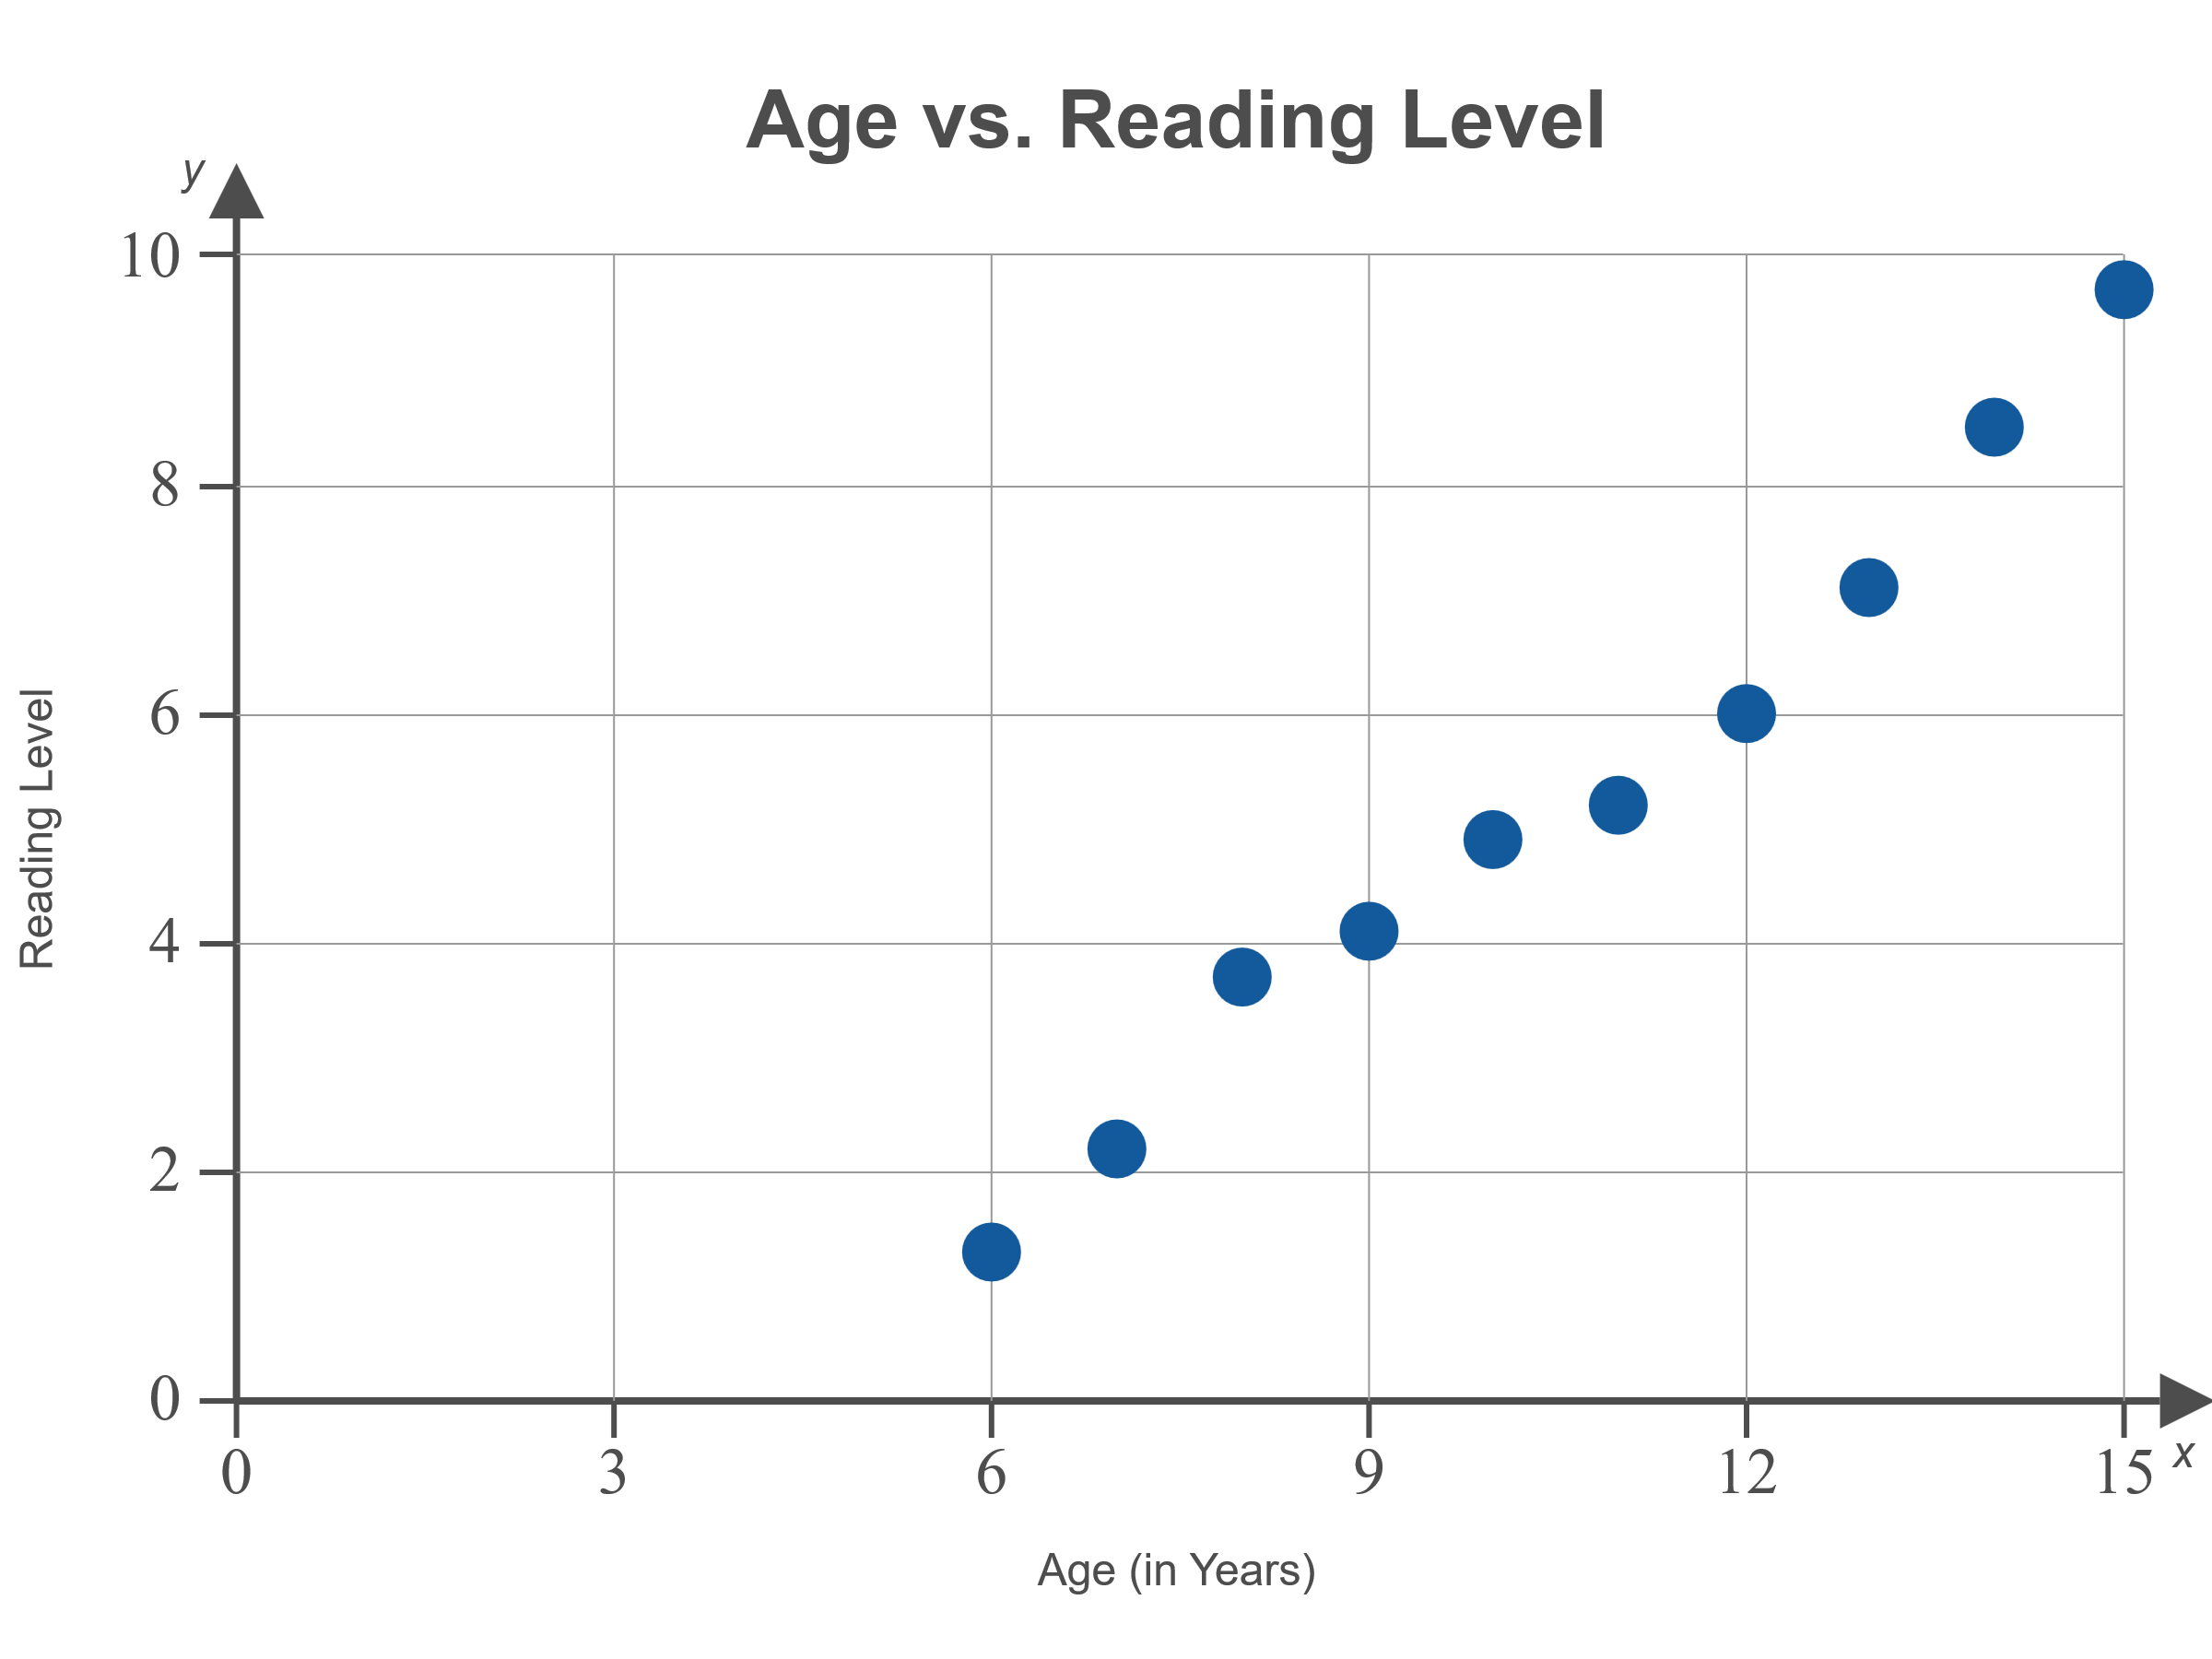 Age vs. Reading Level
y
10
8
6
4
2
0
Reading Level
0 3 6 9 12 15 x
Age (in Years)